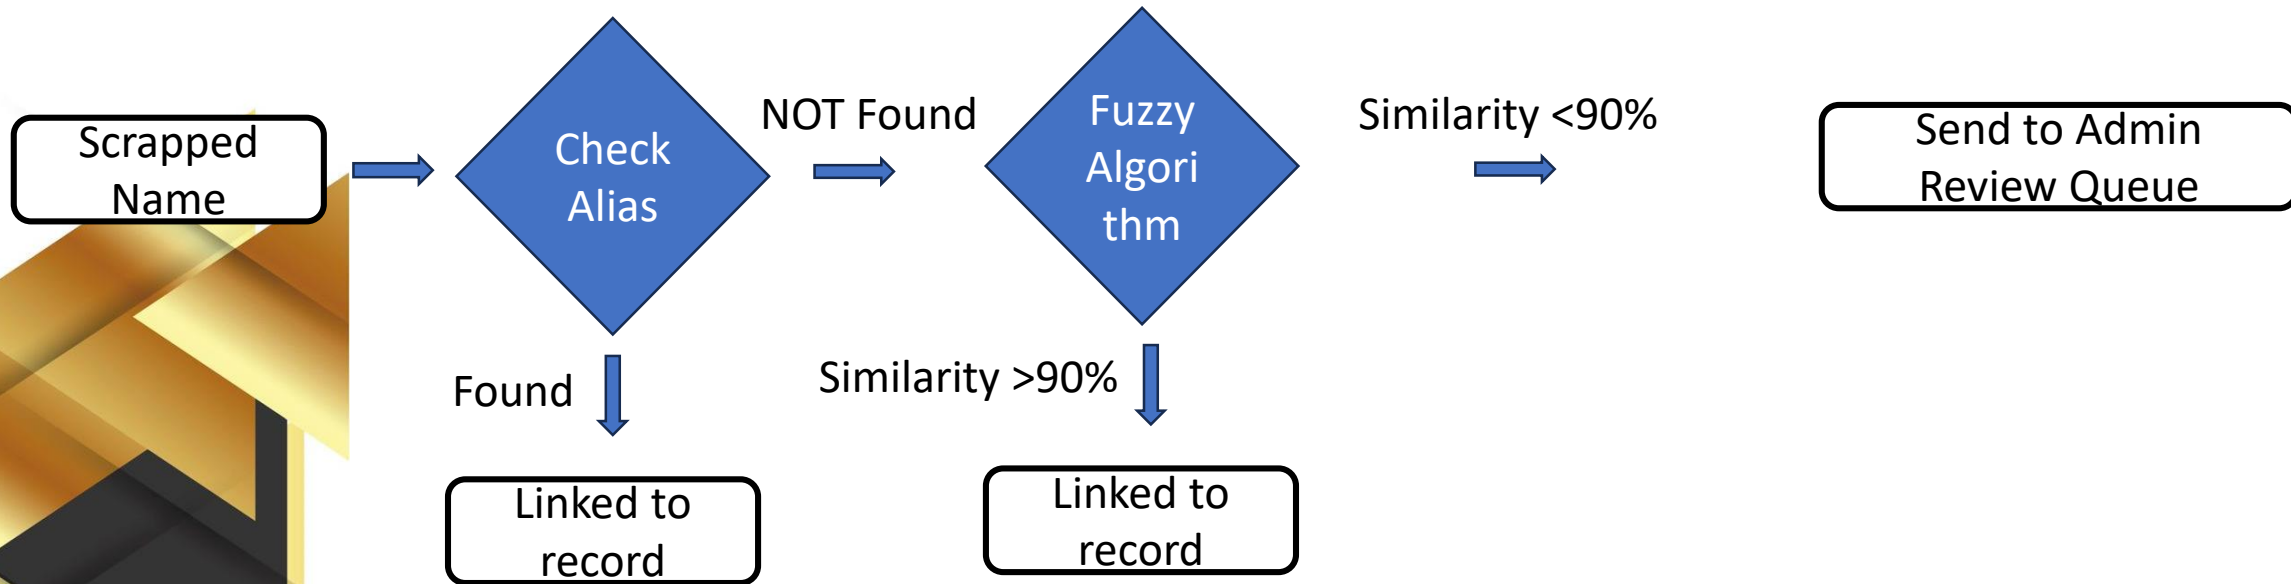 Scrapped
Name
Check
Alias
NOT Found
Fuzzy
Algori
thm
Similarity <90%
Send to Admin
Review Queue
Found
Similarity >90%
Linked to
record
Linked to
record